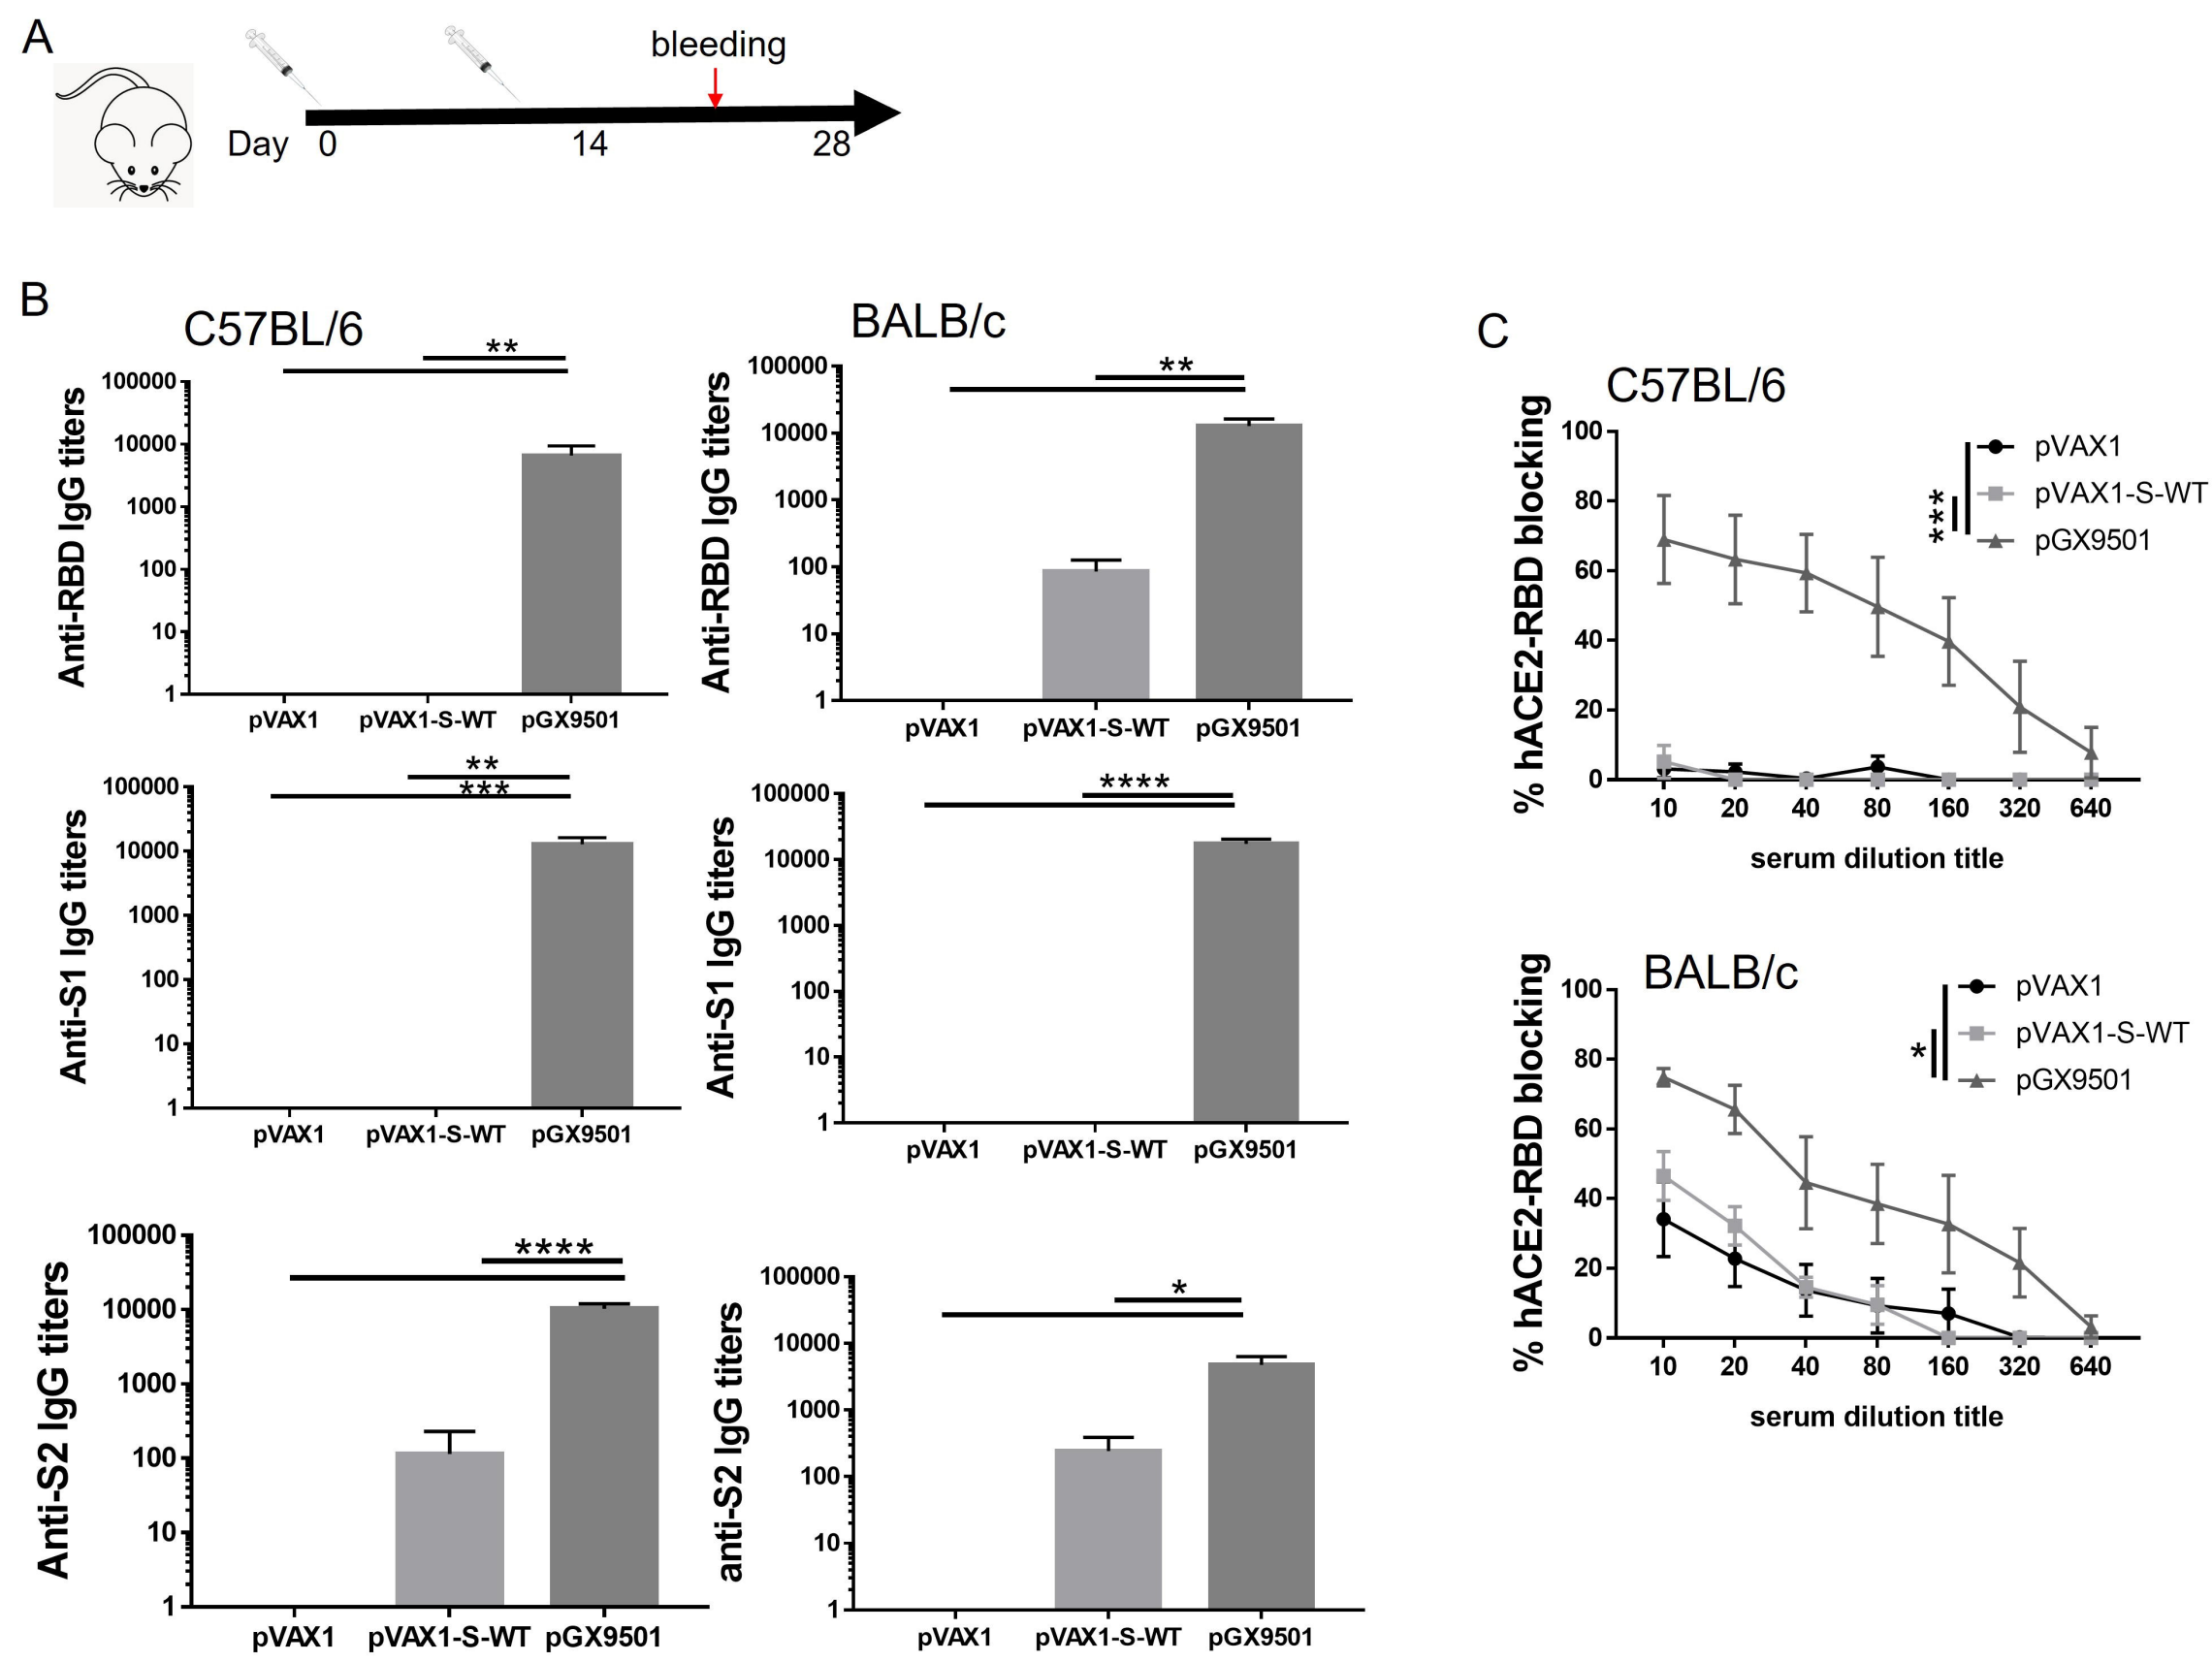 A
bleeding
Day 0 14 28
B
C57BL/6
**
Anti-RBD IgG titers
100000
10000
1000
100
10
1
pVAX1 pVAX1-S-WT pGX9501
BALB/c
**
Anti-RBD IgG titers
100000
10000
1000
100
10
1
pVAX1 pVAX1-S-WT pGX9501
**
***
Anti-S1 IgG titers
100000
10000
1000
100
10
1
pVAX1 pVAX1-S-WT pGX9501
****
Anti-S1 IgG titers
100000
10000
1000
100
10
1
pVAX1 pVAX1-S-WT pGX9501
****
Anti-S2 IgG titers
100000
10000
1000
100
10
1
pVAX1 pVAX1-S-WT pGX9501
*
anti-S2 IgG titers
100000
10000
1000
100
10
1
pVAX1 pVAX1-S-WT pGX9501
C
C57BL/6
% hACE2-RBD blocking
100
80
60
40
20
0
10 20 40 80 160 320 640
serum dilution title
****
pVAX1
pVAX1-S-WT
pGX9501
BALB/c
% hACE2-RBD blocking
100
80
60
40
20
0
10 20 40 80 160 320 640
serum dilution title
*
pVAX1
pVAX1-S-WT
pGX9501